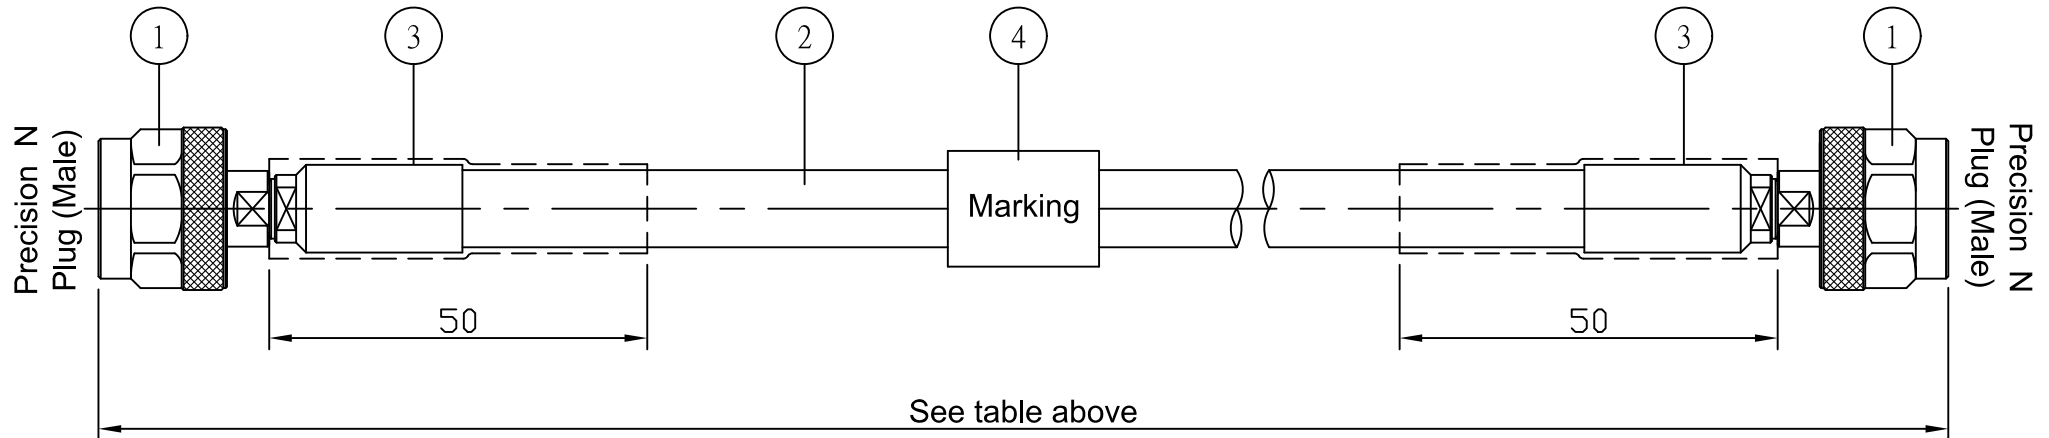 1
3
2
4
3
1
Precision N
Plug (Male)
Marking
Precision N
Plug (Male)
50
50
See table above